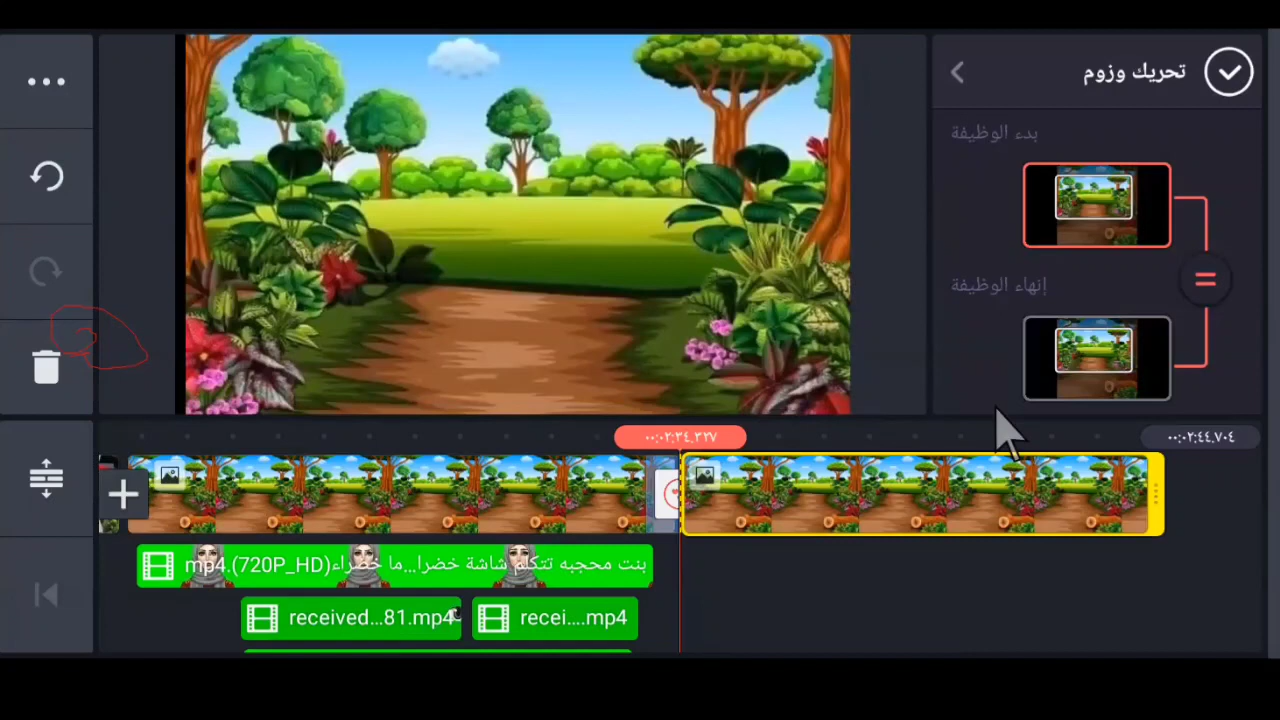 تحريك وزوم
بدء الوظيفة
إنهاء الوظيفة
٠٠:٠٢:٣٤.٣٢٧
٠٠:٠٢:٤٤.٧٠٤
بنت محجبه تتكلم شاشة خضرا...ما خضراء(720P_HD).mp4
received...81.mp4
recei....mp4